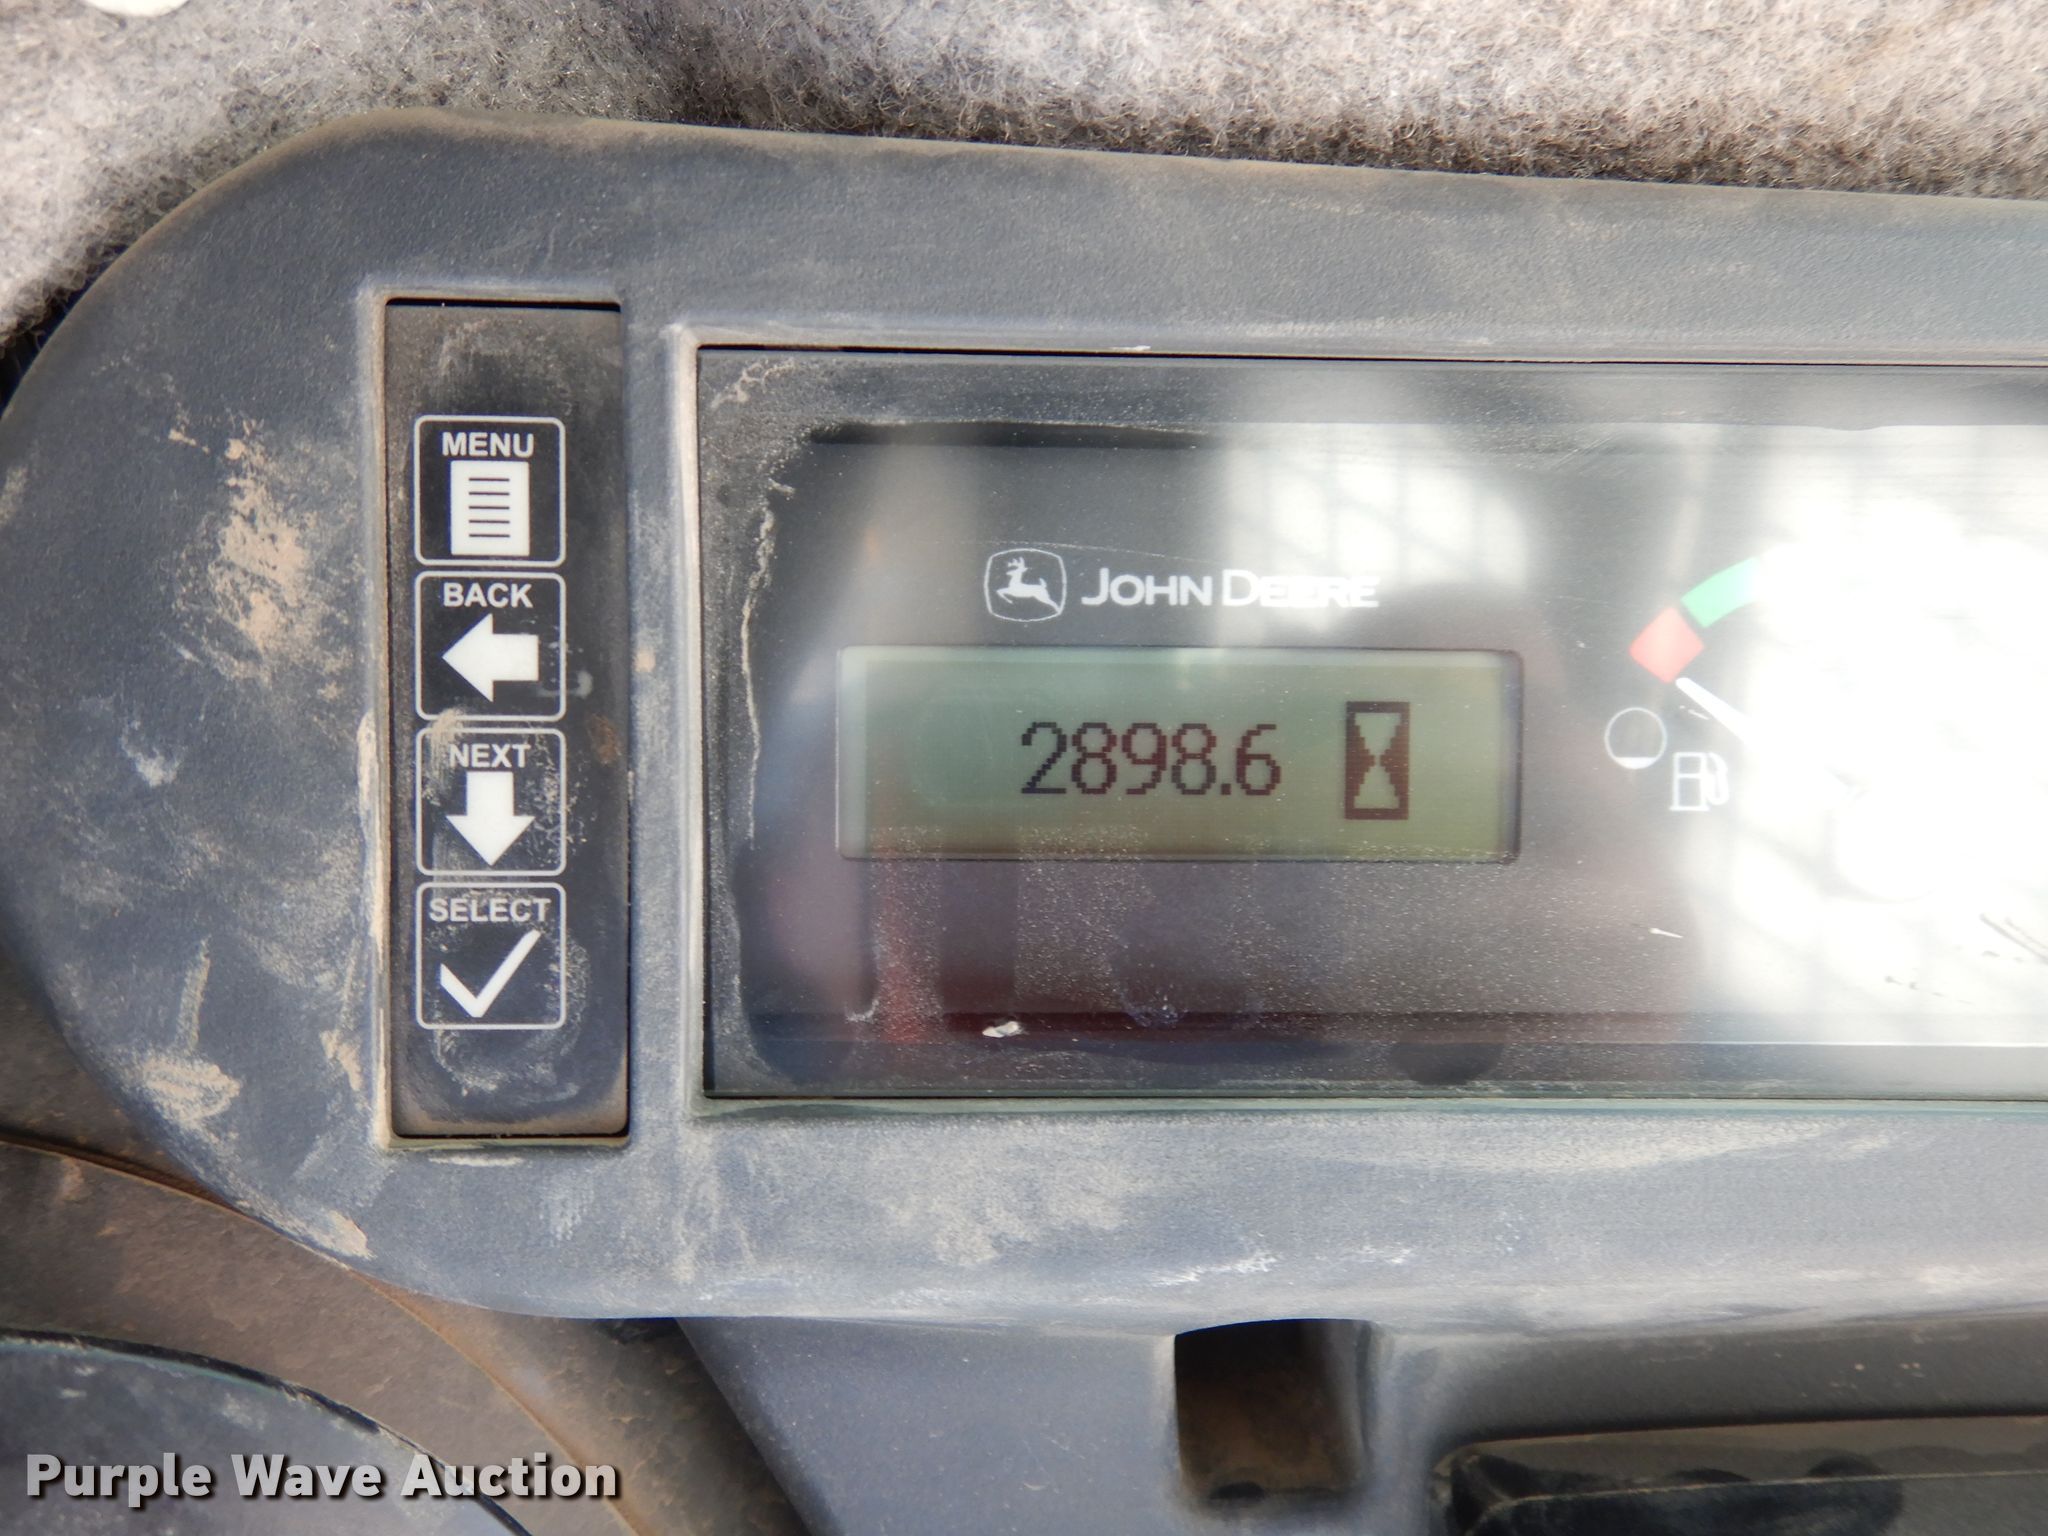 MENU
BACK
NEXT
SELECT
JOHN DEERE
2898.6
Purple Wave Auction